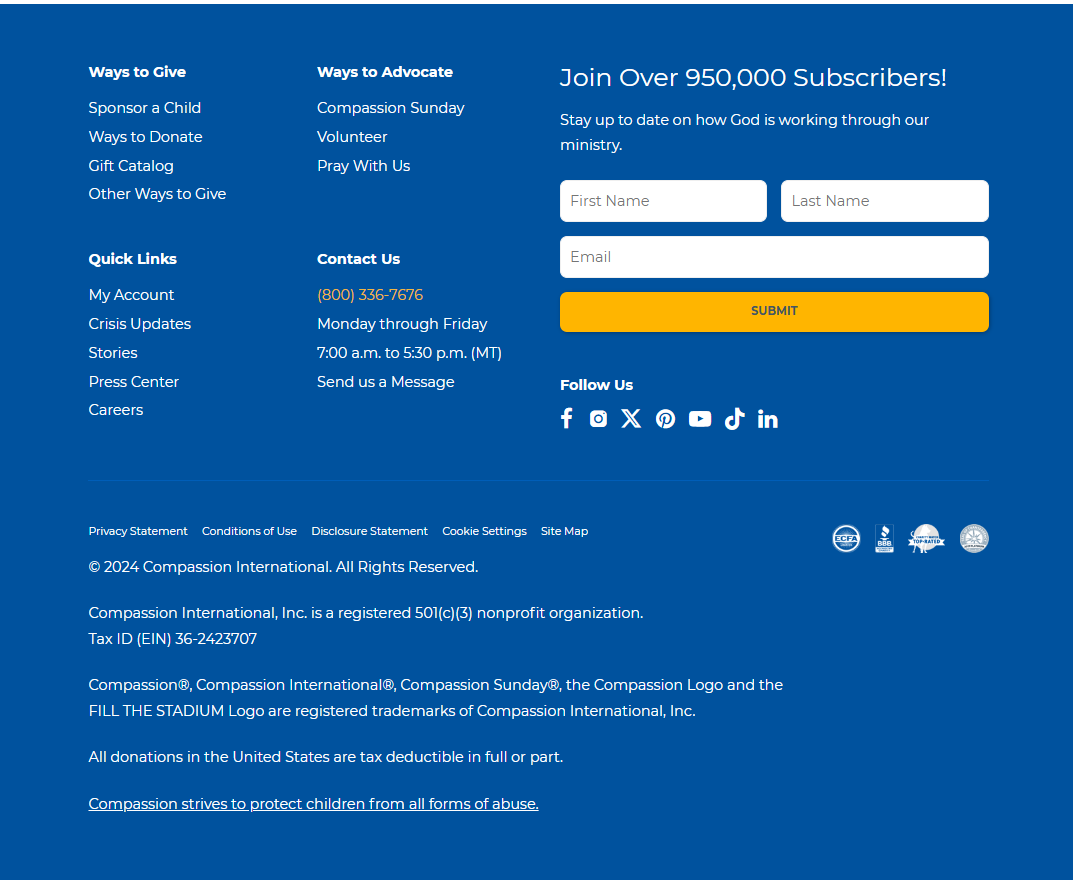 Ways to Give
Sponsor a Child
Ways to Donate
Gift Catalog
Other Ways to Give
Ways to Advocate
Compassion Sunday
Volunteer
Pray With Us
Quick Links
My Account
Crisis Updates
Stories
Press Center
Careers
Contact Us
(800) 336-7676
Monday through Friday
7:00 a.m. to 5:30 p.m. (MT)
Send us a Message
Join Over 950,000 Subscribers!
Stay up to date on how God is working through our
ministry.
First Name
Last Name
Email
SUBMIT
Follow Us
Privacy Statement Conditions of Use Disclosure Statement Cookie Settings Site Map
ECFA
BBB
TOP-RATED
© 2024 Compassion International. All Rights Reserved.
Compassion International, Inc. is a registered 501(c)(3) nonprofit organization.
Tax ID (EIN) 36-2423707
Compassion®, Compassion International®, Compassion Sunday®, the Compassion Logo and the
FILL THE STADIUM Logo are registered trademarks of Compassion International, Inc.
All donations in the United States are tax deductible in full or part.
Compassion strives to protect children from all forms of abuse.